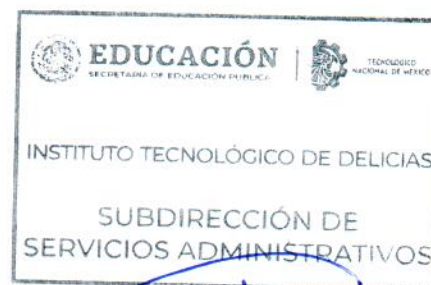 EDUCACIÓN
SECRETARÍA DE EDUCACIÓN PÚBLICA
TECNOLÓGICO
NACIONAL DE MÉXICO
INSTITUTO TECNOLÓGICO DE DELICIAS
SUBDIRECCIÓN DE
SERVICIOS ADMINISTRATIVOS